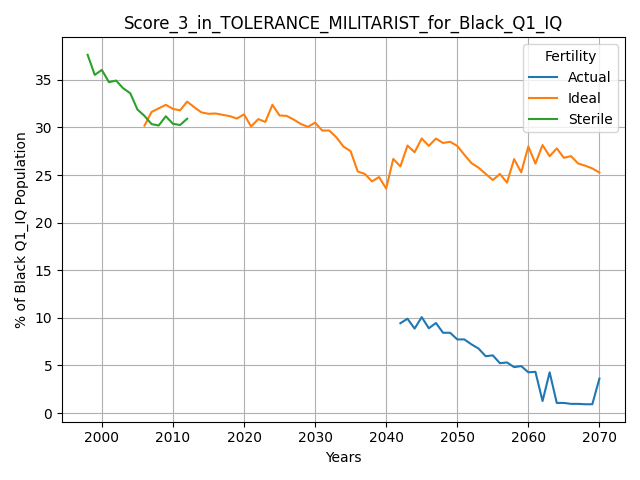 Score_3_in_TOLERANCE_MILITARIST_for_Black_Q1_IQ
Fertility
Actual
Ideal
Sterile
% of Black Q1_IQ Population
35
30
25
20
15
10
5
0
2000 2010 2020 2030 2040 2050 2060 2070
Years